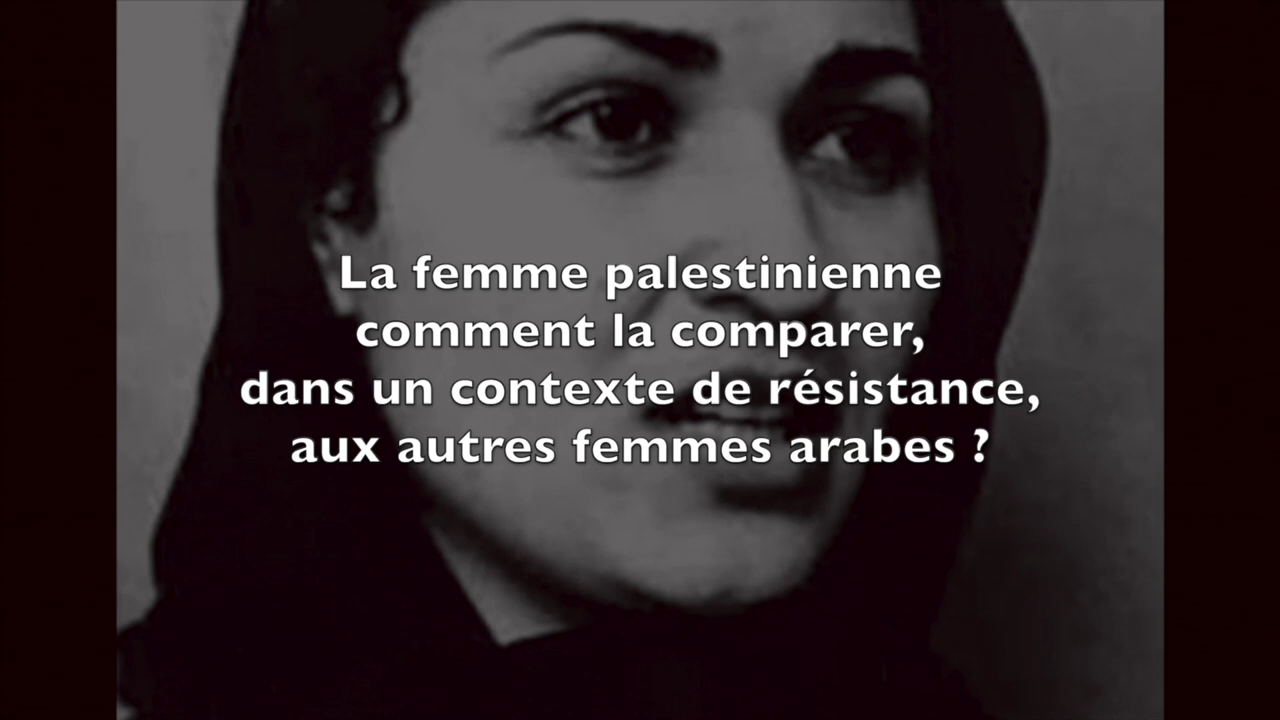 La femme palestinienne
comment la comparer,
dans un contexte de résistance,
aux autres femmes arabes ?